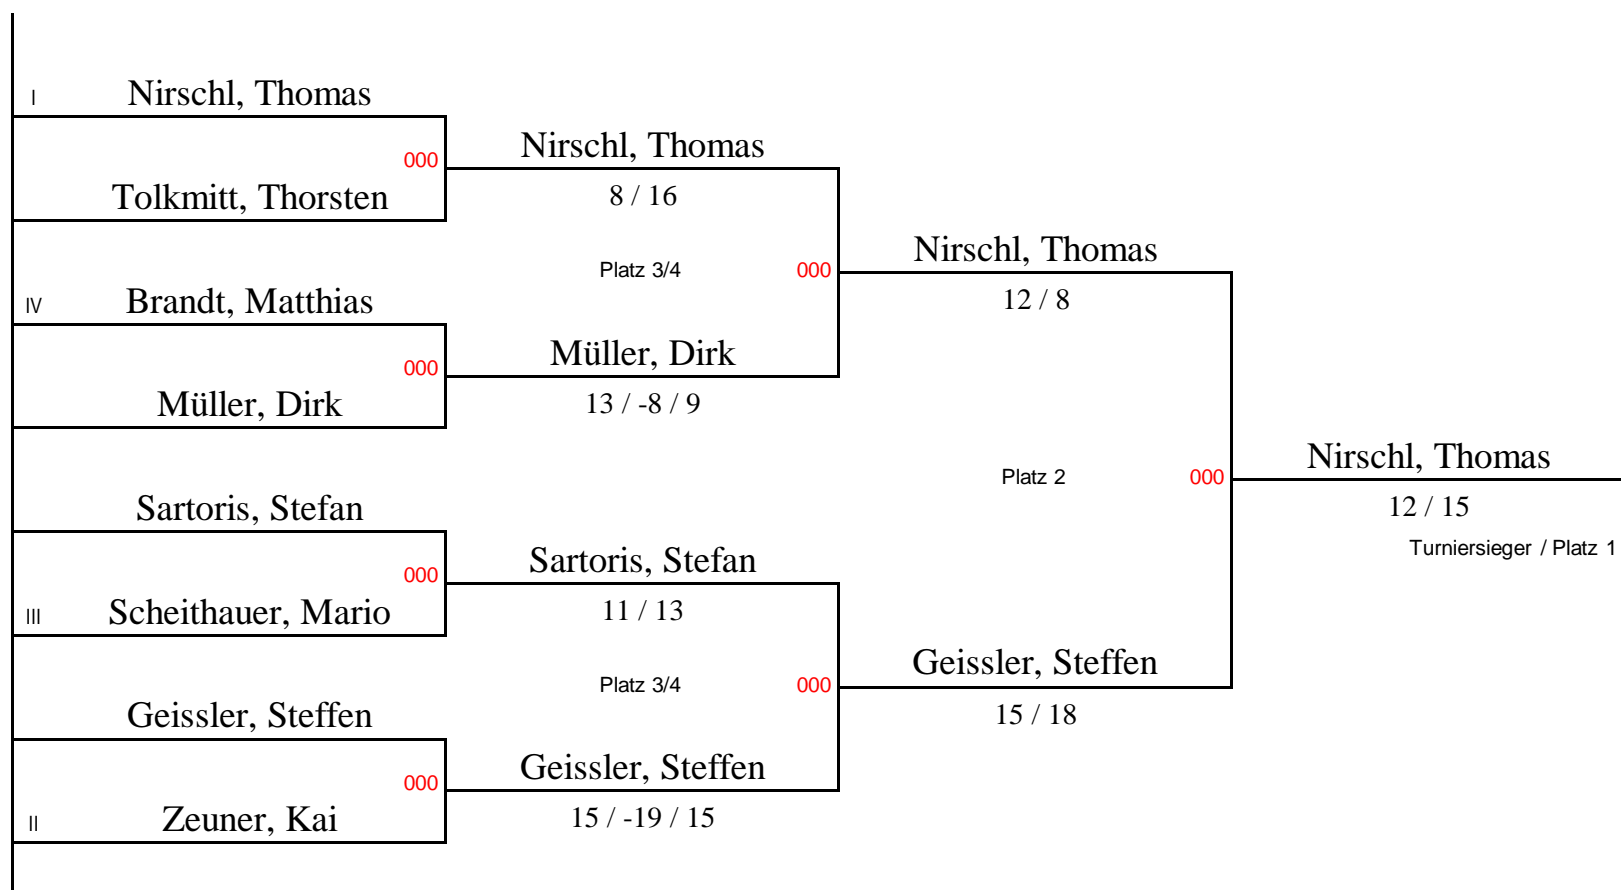 I Nirschl, Thomas
000
Tolkmitt, Thorsten
Nirschl, Thomas
8 / 16
IV Brandt, Matthias
000
Müller, Dirk
Platz 3/4 000
Müller, Dirk
13 / -8 / 9
Nirschl, Thomas
12 / 8
Sartoris, Stefan
000
III Scheithauer, Mario
Sartoris, Stefan
11 / 13
Geissler, Steffen
000
II Zeuner, Kai
Platz 3/4 000
Geissler, Steffen
15 / -19 / 15
Geissler, Steffen
15 / 18
Platz 2 000
Nirschl, Thomas
12 / 15
Turniersieger / Platz 1